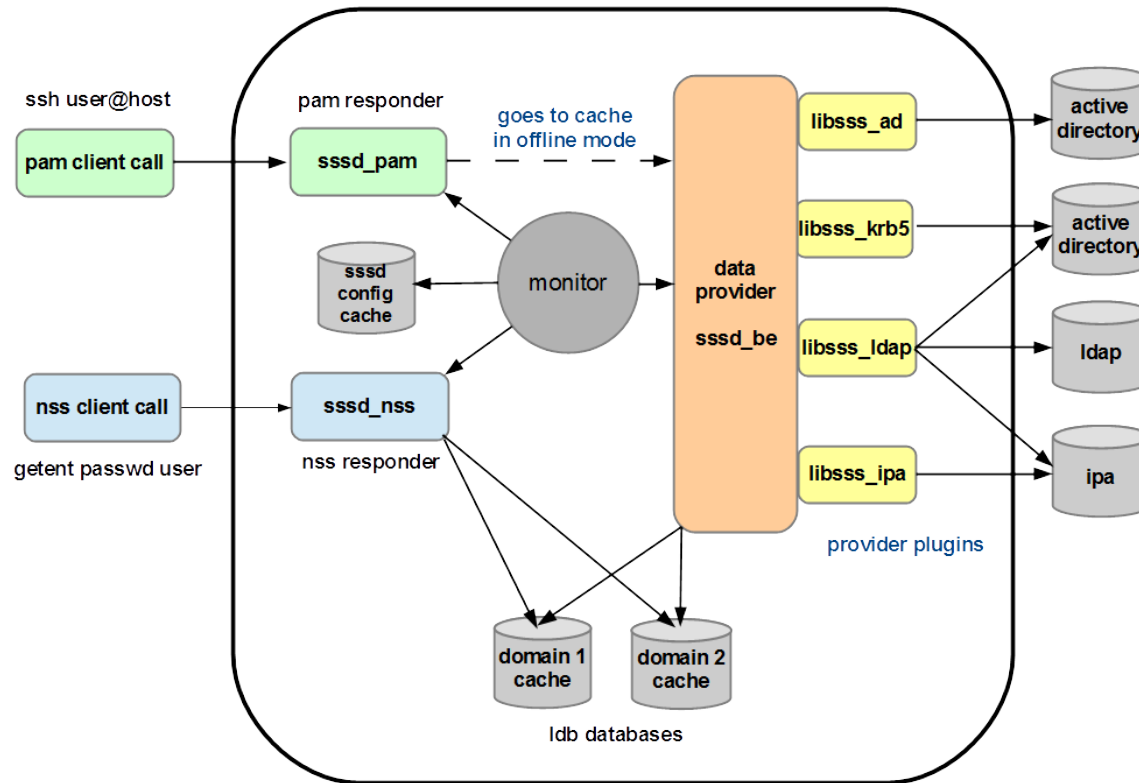 ssh user@host
pam client call
pam responder
sssd_pam
goes to cache
in offline mode
sssd
config
cache
monitor
data
provider
sssd_be
libsss_ad
libsss_krb5
libsss_ldap
libsss_ipa
provider plugins
active
directory
active
directory
ldap
ipa
nss client call
getent passwd user
sssd_nss
nss responder
domain 1
cache
domain 2
cache
ldb databases